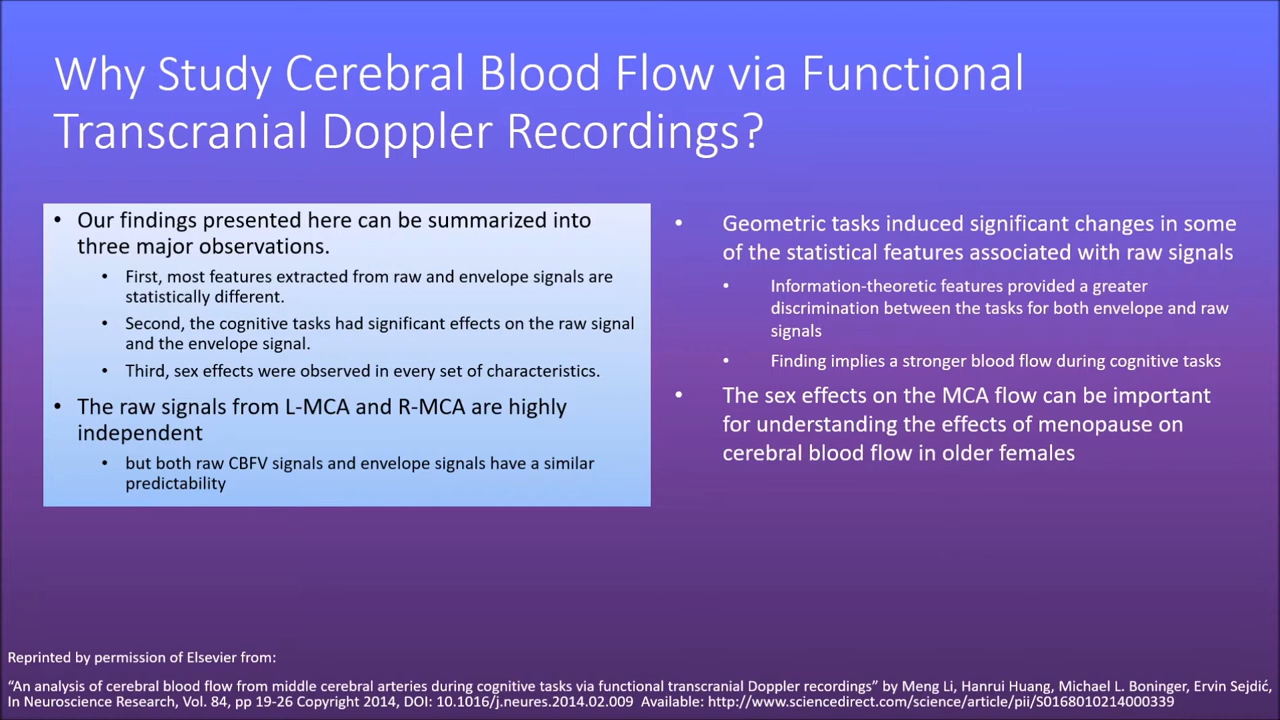 Why Study Cerebral Blood Flow via Functional
Transcranial Doppler Recordings?
• Our findings presented here can be summarized into
three major observations.
• First, most features extracted from raw and envelope signals are
statistically different.
• Second, the cognitive tasks had significant effects on the raw signal
and the envelope signal.
• Third, sex effects were observed in every set of characteristics.
• The raw signals from L-MCA and R-MCA are highly
independent
• but both raw CBFV signals and envelope signals have a similar
predictability
• Geometric tasks induced significant changes in some
of the statistical features associated with raw signals
• Information-theoretic features provided a greater
discrimination between the tasks for both envelope and raw
signals
• Finding implies a stronger blood flow during cognitive tasks
• The sex effects on the MCA flow can be important
for understanding the effects of menopause on
cerebral blood flow in older females
Reprinted by permission of Elsevier from:
“An analysis of cerebral blood flow from middle cerebral arteries during cognitive tasks via functional transcranial Doppler recordings” by Meng Li, Hanrui Huang, Michael L. Boninger, Ervin Sejdić,
In Neuroscience Research, Vol. 84, pp 19-26 Copyright 2014, DOI: 10.1016/j.neures.2014.02.009 Available: http://www.sciencedirect.com/science/article/pii/S0168010214000339